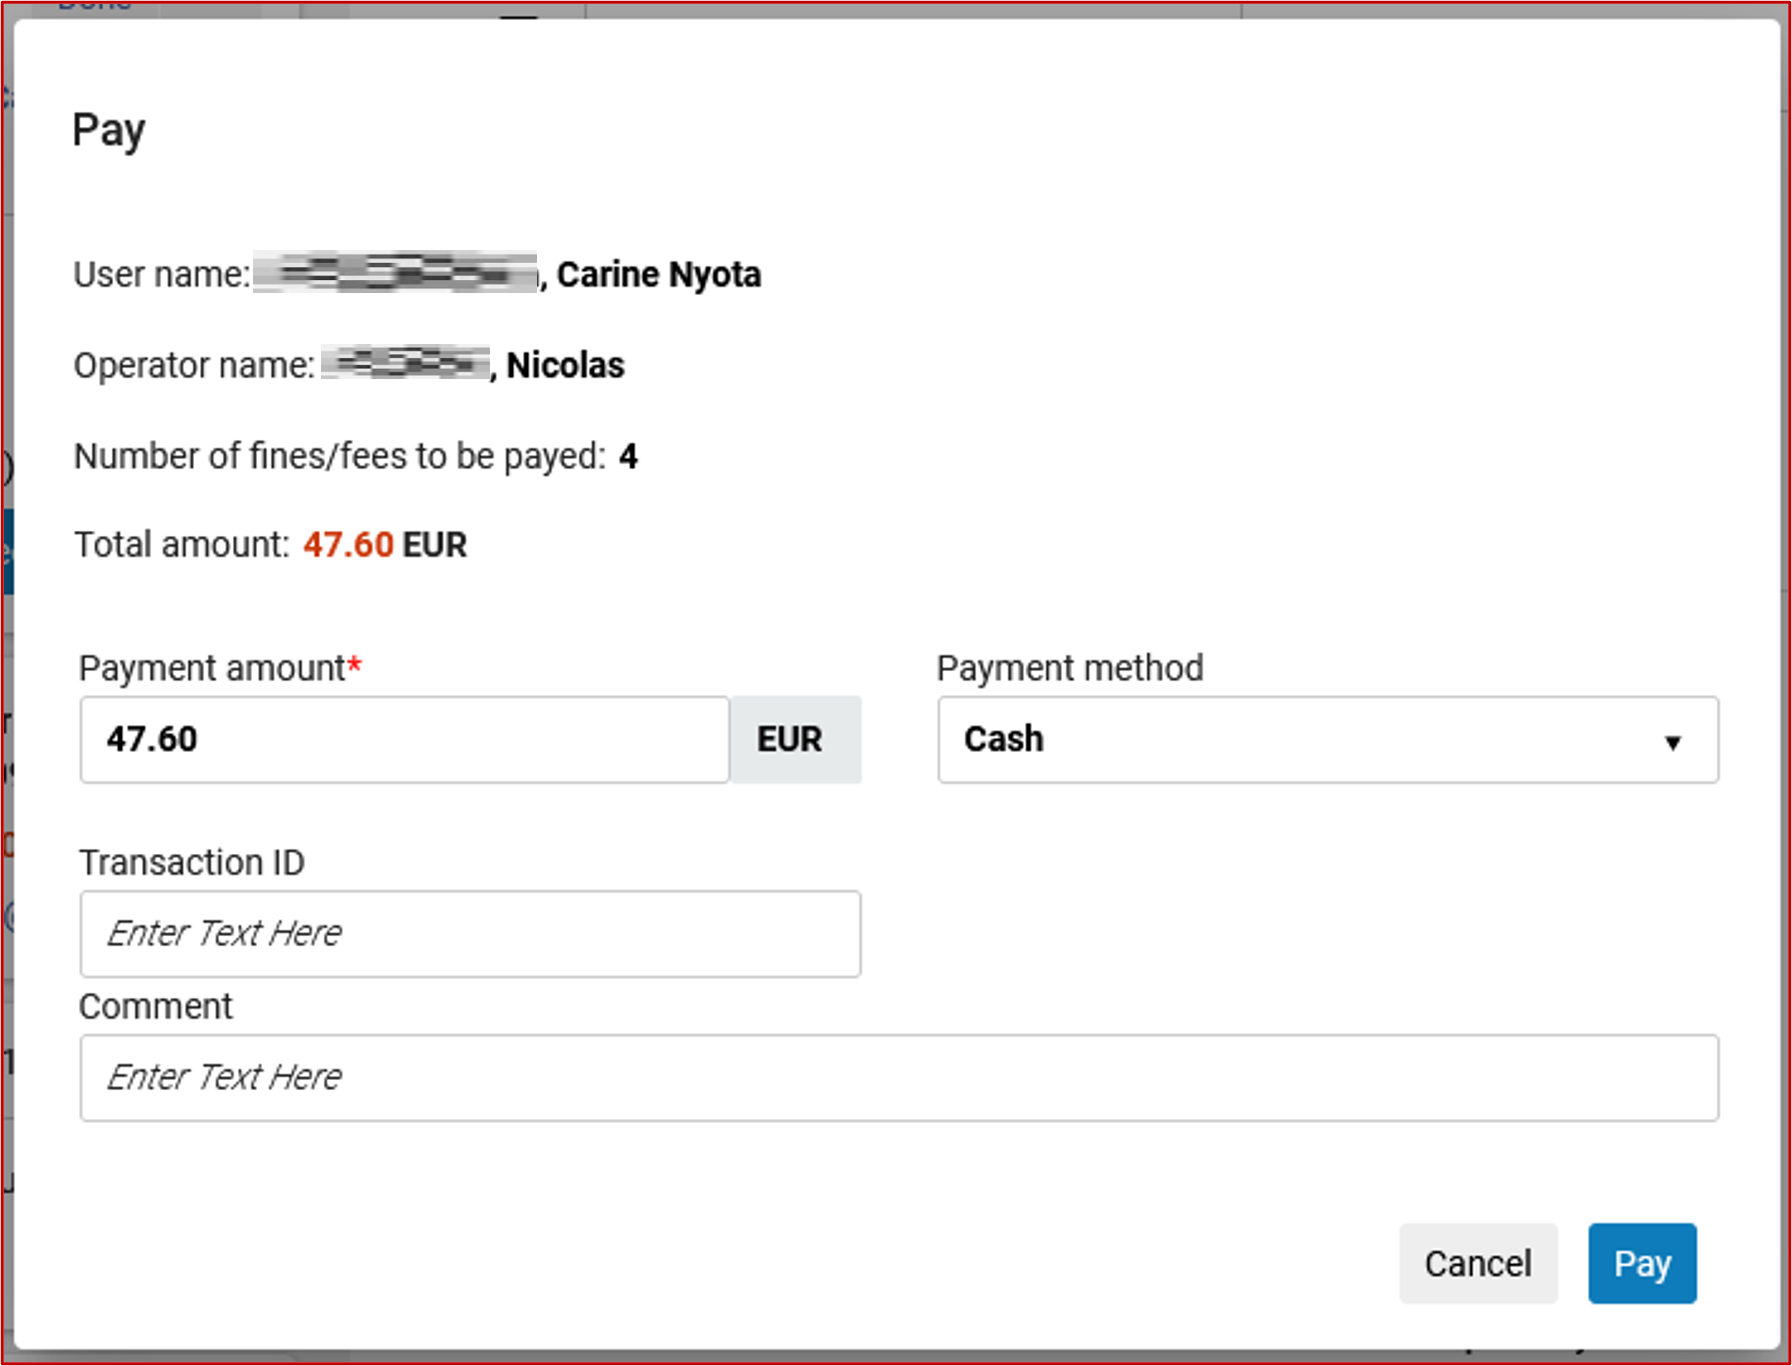 Pay
User name: , Carine Nyota
Operator name: , Nicolas
Number of fines/fees to be payed: 4
Total amount: 47.60 EUR
Payment amount* Payment method
47.60 EUR Cash
Transaction ID
Enter Text Here
Comment
Enter Text Here
Cancel Pay